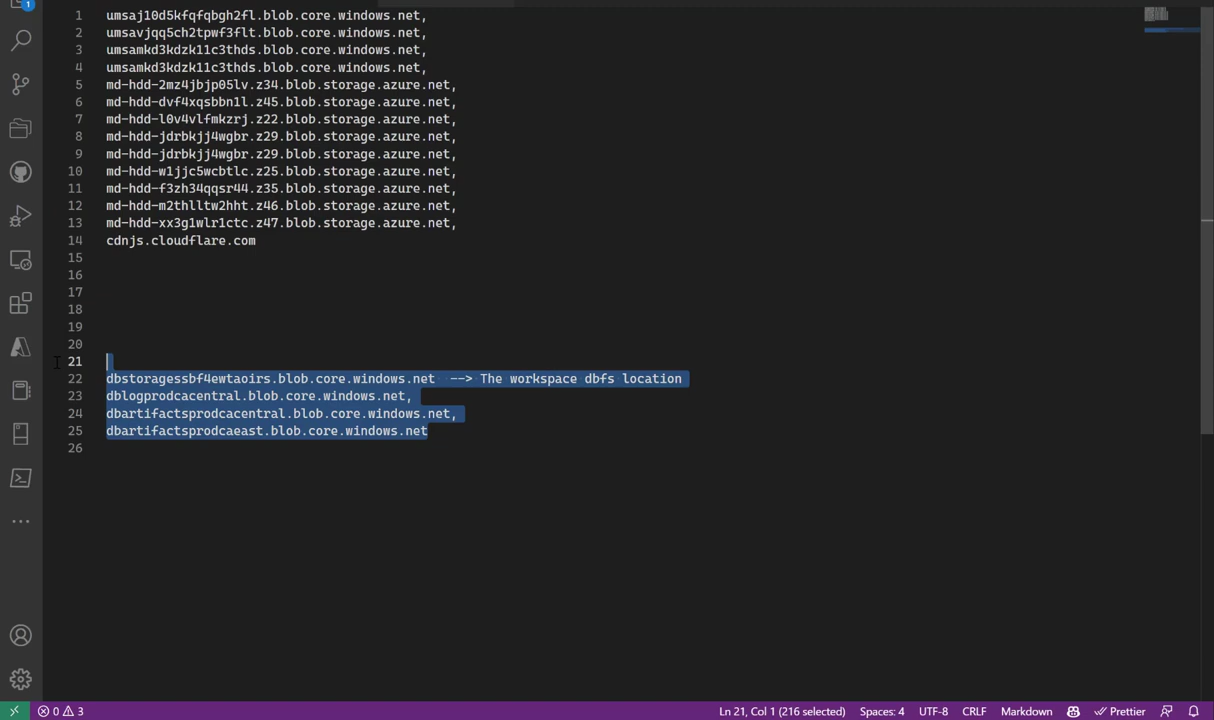 1
1 umsaj10d5kfqfqbgh2fl.blob.core.windows.net,
2 umsavjqq5ch2tpwf3flt.blob.core.windows.net,
3 umsamkd3kdzk11c3thds.blob.core.windows.net,
4 umsamkd3kdzk11c3thds.blob.core.windows.net,
5 md-hdd-2mz4jbjp05lv.z34.blob.storage.azure.net,
6 md-hdd-dvf4xqsbbn1l.z45.blob.storage.azure.net,
7 md-hdd-l0v4vlfmkzrj.z22.blob.storage.azure.net,
8 md-hdd-jdrbkjj4wgbr.z29.blob.storage.azure.net,
9 md-hdd-jdrbkjj4wgbr.z29.blob.storage.azure.net,
10 md-hdd-w1jjc5wcbtlc.z25.blob.storage.azure.net,
11 md-hdd-f3zh34qqsr44.z35.blob.storage.azure.net,
12 md-hdd-m2thlltw2hht.z46.blob.storage.azure.net,
13 md-hdd-xx3g1wlr1ctc.z47.blob.storage.azure.net,
14 cdnjs.cloudflare.com
15
16
17
18
19
20
21
22 dbstoragessbf4ewtaoirs.blob.core.windows.net --> The workspace dbfs location
23 dblogprodcacentral.blob.core.windows.net,
24 dbartifactsprodcacentral.blob.core.windows.net,
25 dbartifactsprodcaeast.blob.core.windows.net
26
0 3 Ln 21, Col 1 (216 selected) Spaces: 4 UTF-8 CRLF Markdown Prettier